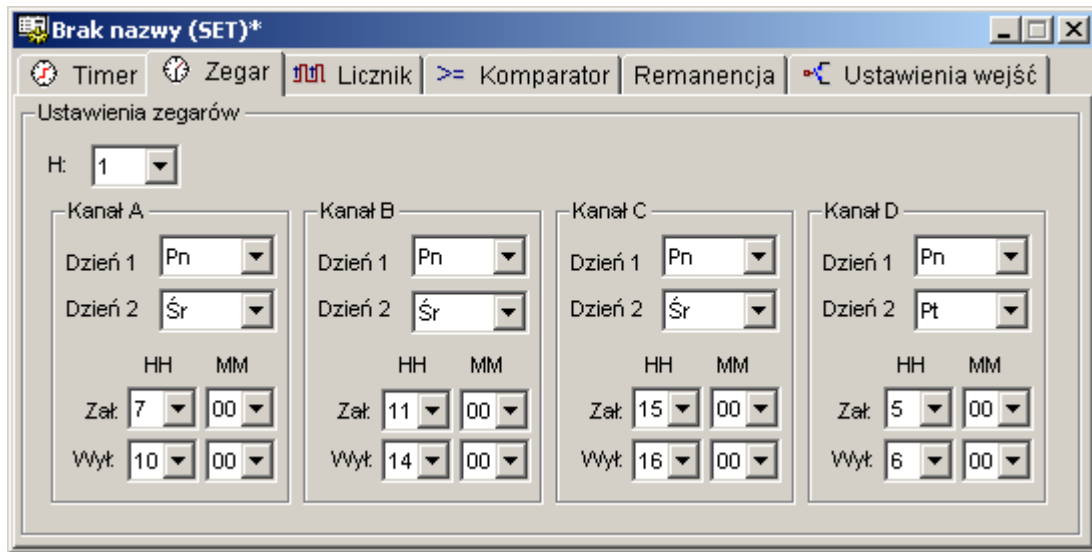 Brak nazwy (SET)*
Timer Zegar Licznik >= Komparator Remanencja Ustawienia wejść
Ustawienia zegarów
H: 1
Kanał A Kanał B Kanał C Kanał D
Dzień 1 Pn Dzień 1 Pn Dzień 1 Pn Dzień 1 Pn
Dzień 2 Śr Dzień 2 Śr Dzień 2 Śr Dzień 2 Pt
HH MM HH MM HH MM HH MM
Zał: 7 00 Zał: 11 00 Zał: 15 00 Zał: 5 00
Wył: 10 00 Wył: 14 00 Wył: 16 00 Wył: 6 00